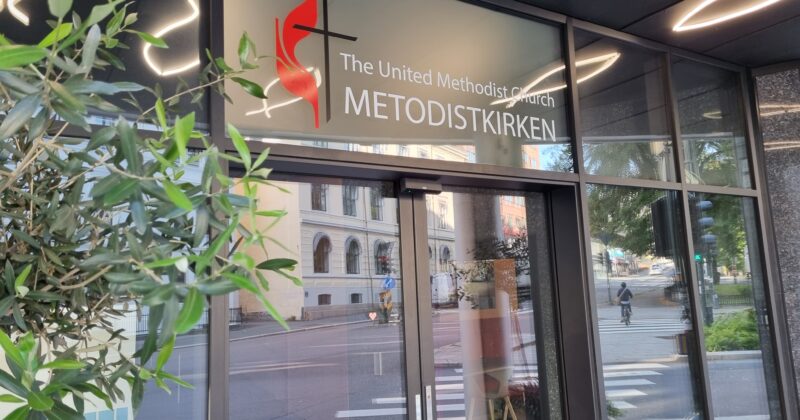 The United Methodist Church
METODISTKIRKEN